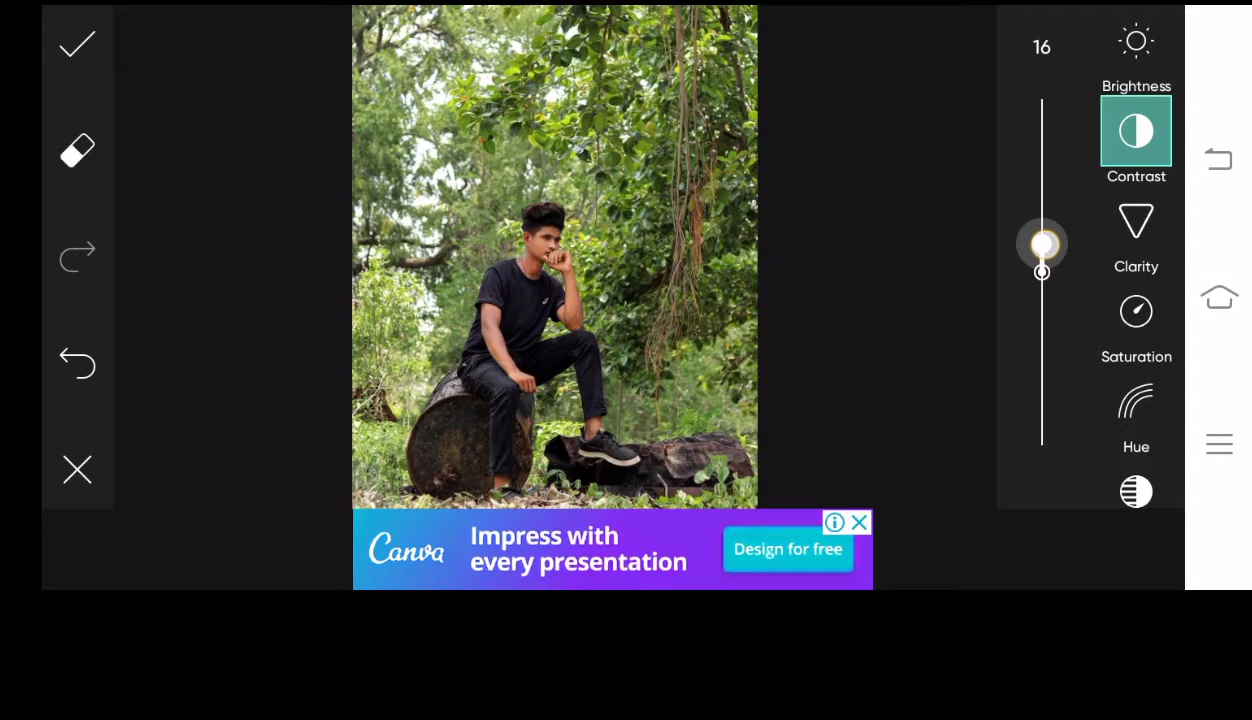 16
Brightness
Contrast
Clarity
Saturation
Hue
Canva
Impress with
every presentation
Design for free